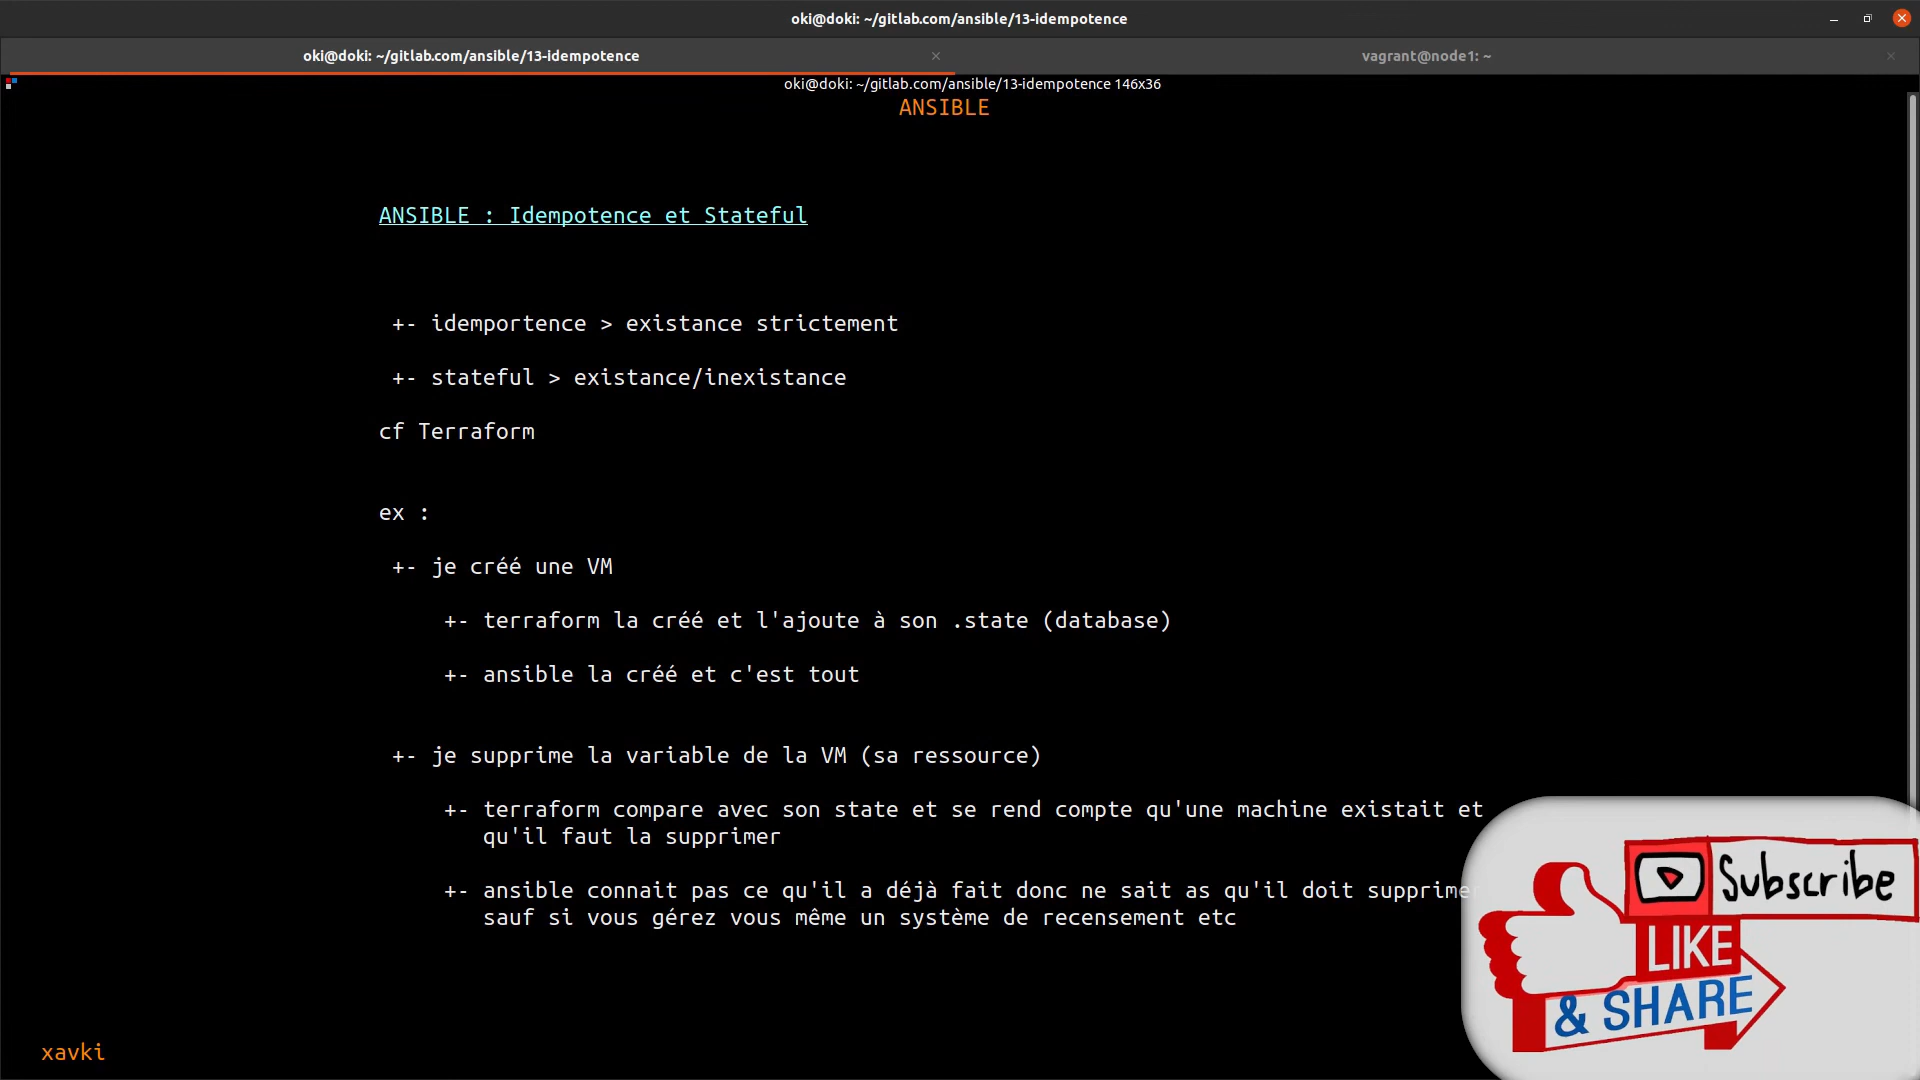 oki@doki: ~/gitlab.com/ansible/13-idempotence
oki@doki: ~/gitlab.com/ansible/13-idempotence
vagrant@node1: ~
oki@doki: ~/gitlab.com/ansible/13-idempotence 146x36
ANSIBLE
ANSIBLE : Idempotence et Stateful
+- idemportence > existance strictement
+- stateful > existance/inexistance
cf Terraform
ex :
+- je créé une VM
+- terraform la créé et l'ajoute à son .state (database)
+- ansible la créé et c'est tout
+- je supprime la variable de la VM (sa ressource)
+- terraform compare avec son state et se rend compte qu'une machine existait et
qu'il faut la supprimer
+- ansible connait pas ce qu'il a déjà fait donc ne sait as qu'il doit supprimer
sauf si vous gérez vous même un système de recensement etc
Subscribe
LIKE
& SHARE
xavki